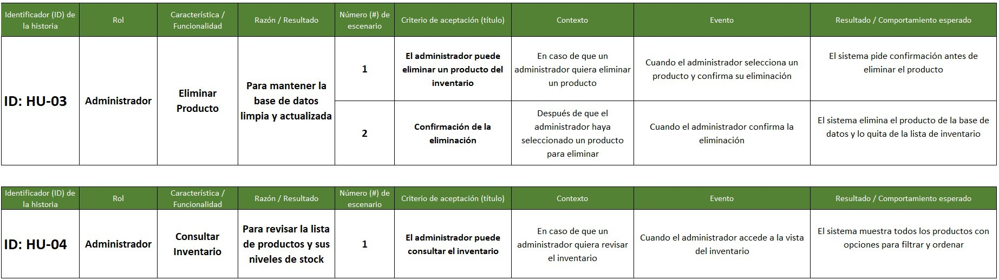 Identificador (ID) de
la historia
Rol
Característica /
Funcionalidad
Razón / Resultado
Número (#) de
escenario
Criterio de aceptación (título)
Contexto
Evento
Resultado / Comportamiento esperado
ID: HU-03
Administrador
Eliminar
Producto
Para mantener la
base de datos
limpia y actualizada
1
El administrador puede
eliminar un producto del
inventario
En caso de que un
administrador quiera eliminar
un producto
Cuando el administrador selecciona un
producto y confirma su eliminación
El sistema pide confirmación antes de
eliminar el producto
2
Confirmación de la
eliminación
Después de que el
administrador haya
seleccionado un producto
para eliminar
Cuando el administrador confirma la
eliminación
El sistema elimina el producto de la base de
datos y lo quita de la lista de inventario
Identificador (ID) de
la historia
Rol
Característica /
Funcionalidad
Razón / Resultado
Número (#) de
escenario
Criterio de aceptación (título)
Contexto
Evento
Resultado / Comportamiento esperado
ID: HU-04
Administrador
Consultar
Inventario
Para revisar la lista
de productos y sus
niveles de stock
1
El administrador puede
consultar el inventario
En caso de que un
administrador quiera revisar
el inventario
Cuando el administrador accede a la vista
del inventario
El sistema muestra todos los productos con
opciones para filtrar y ordenar